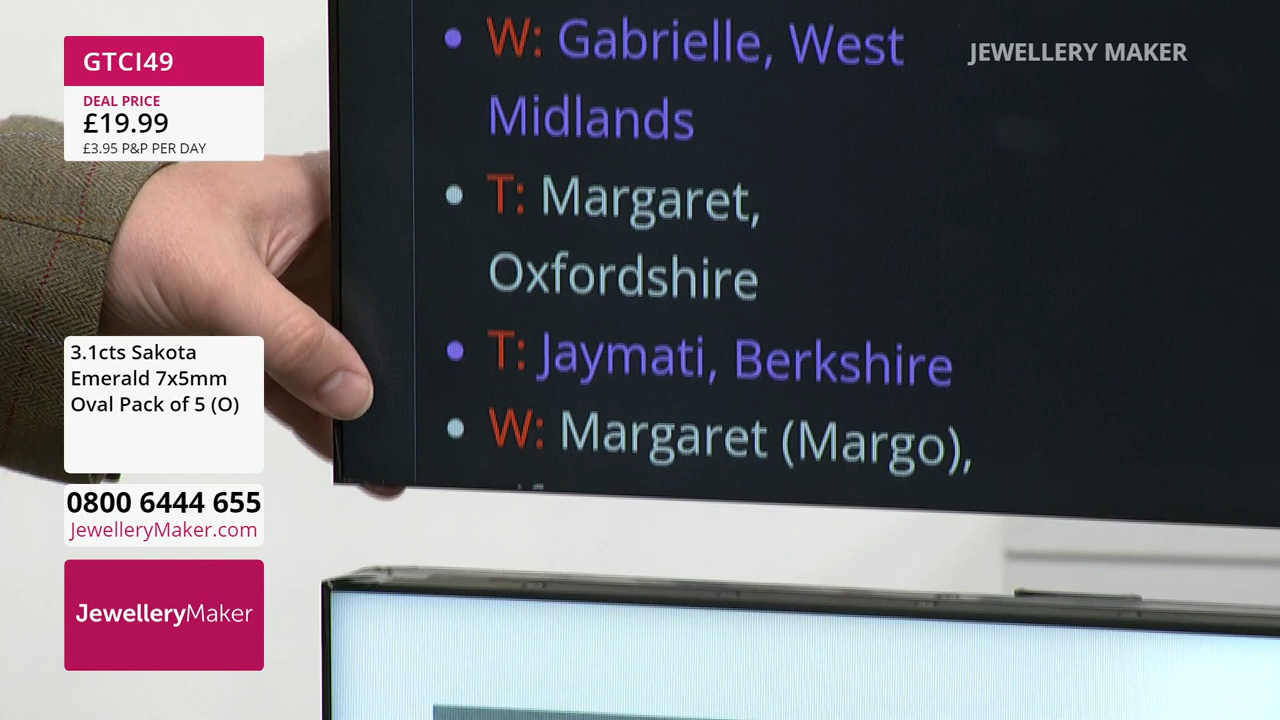 GTCI49
DEAL PRICE
£19.99
£3.95 P&P PER DAY
3.1cts Sakota
Emerald 7x5mm
Oval Pack of 5 (O)
0800 6444 655
JewelleryMaker.com
JewelleryMaker
JEWELLERY MAKER
W: Gabrielle, West
Midlands
T: Margaret,
Oxfordshire
T: Jaymati, Berkshire
W: Margaret (Margo),